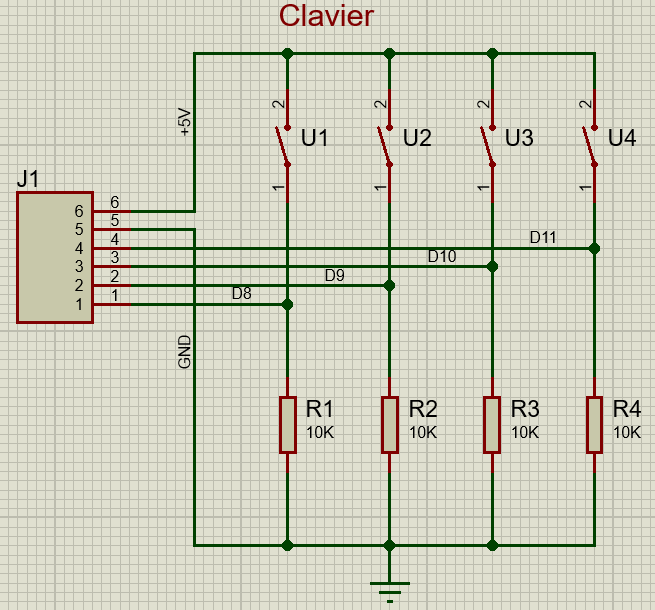 Clavier
+5V
2
2
2
2
U1
U2
U3
U4
1
1
1
1
J1
6 6
5 5
4 4
3 3
2 2
1 1
D11
D10
D9
D8
GND
R1
10K
R2
10K
R3
10K
R4
10K